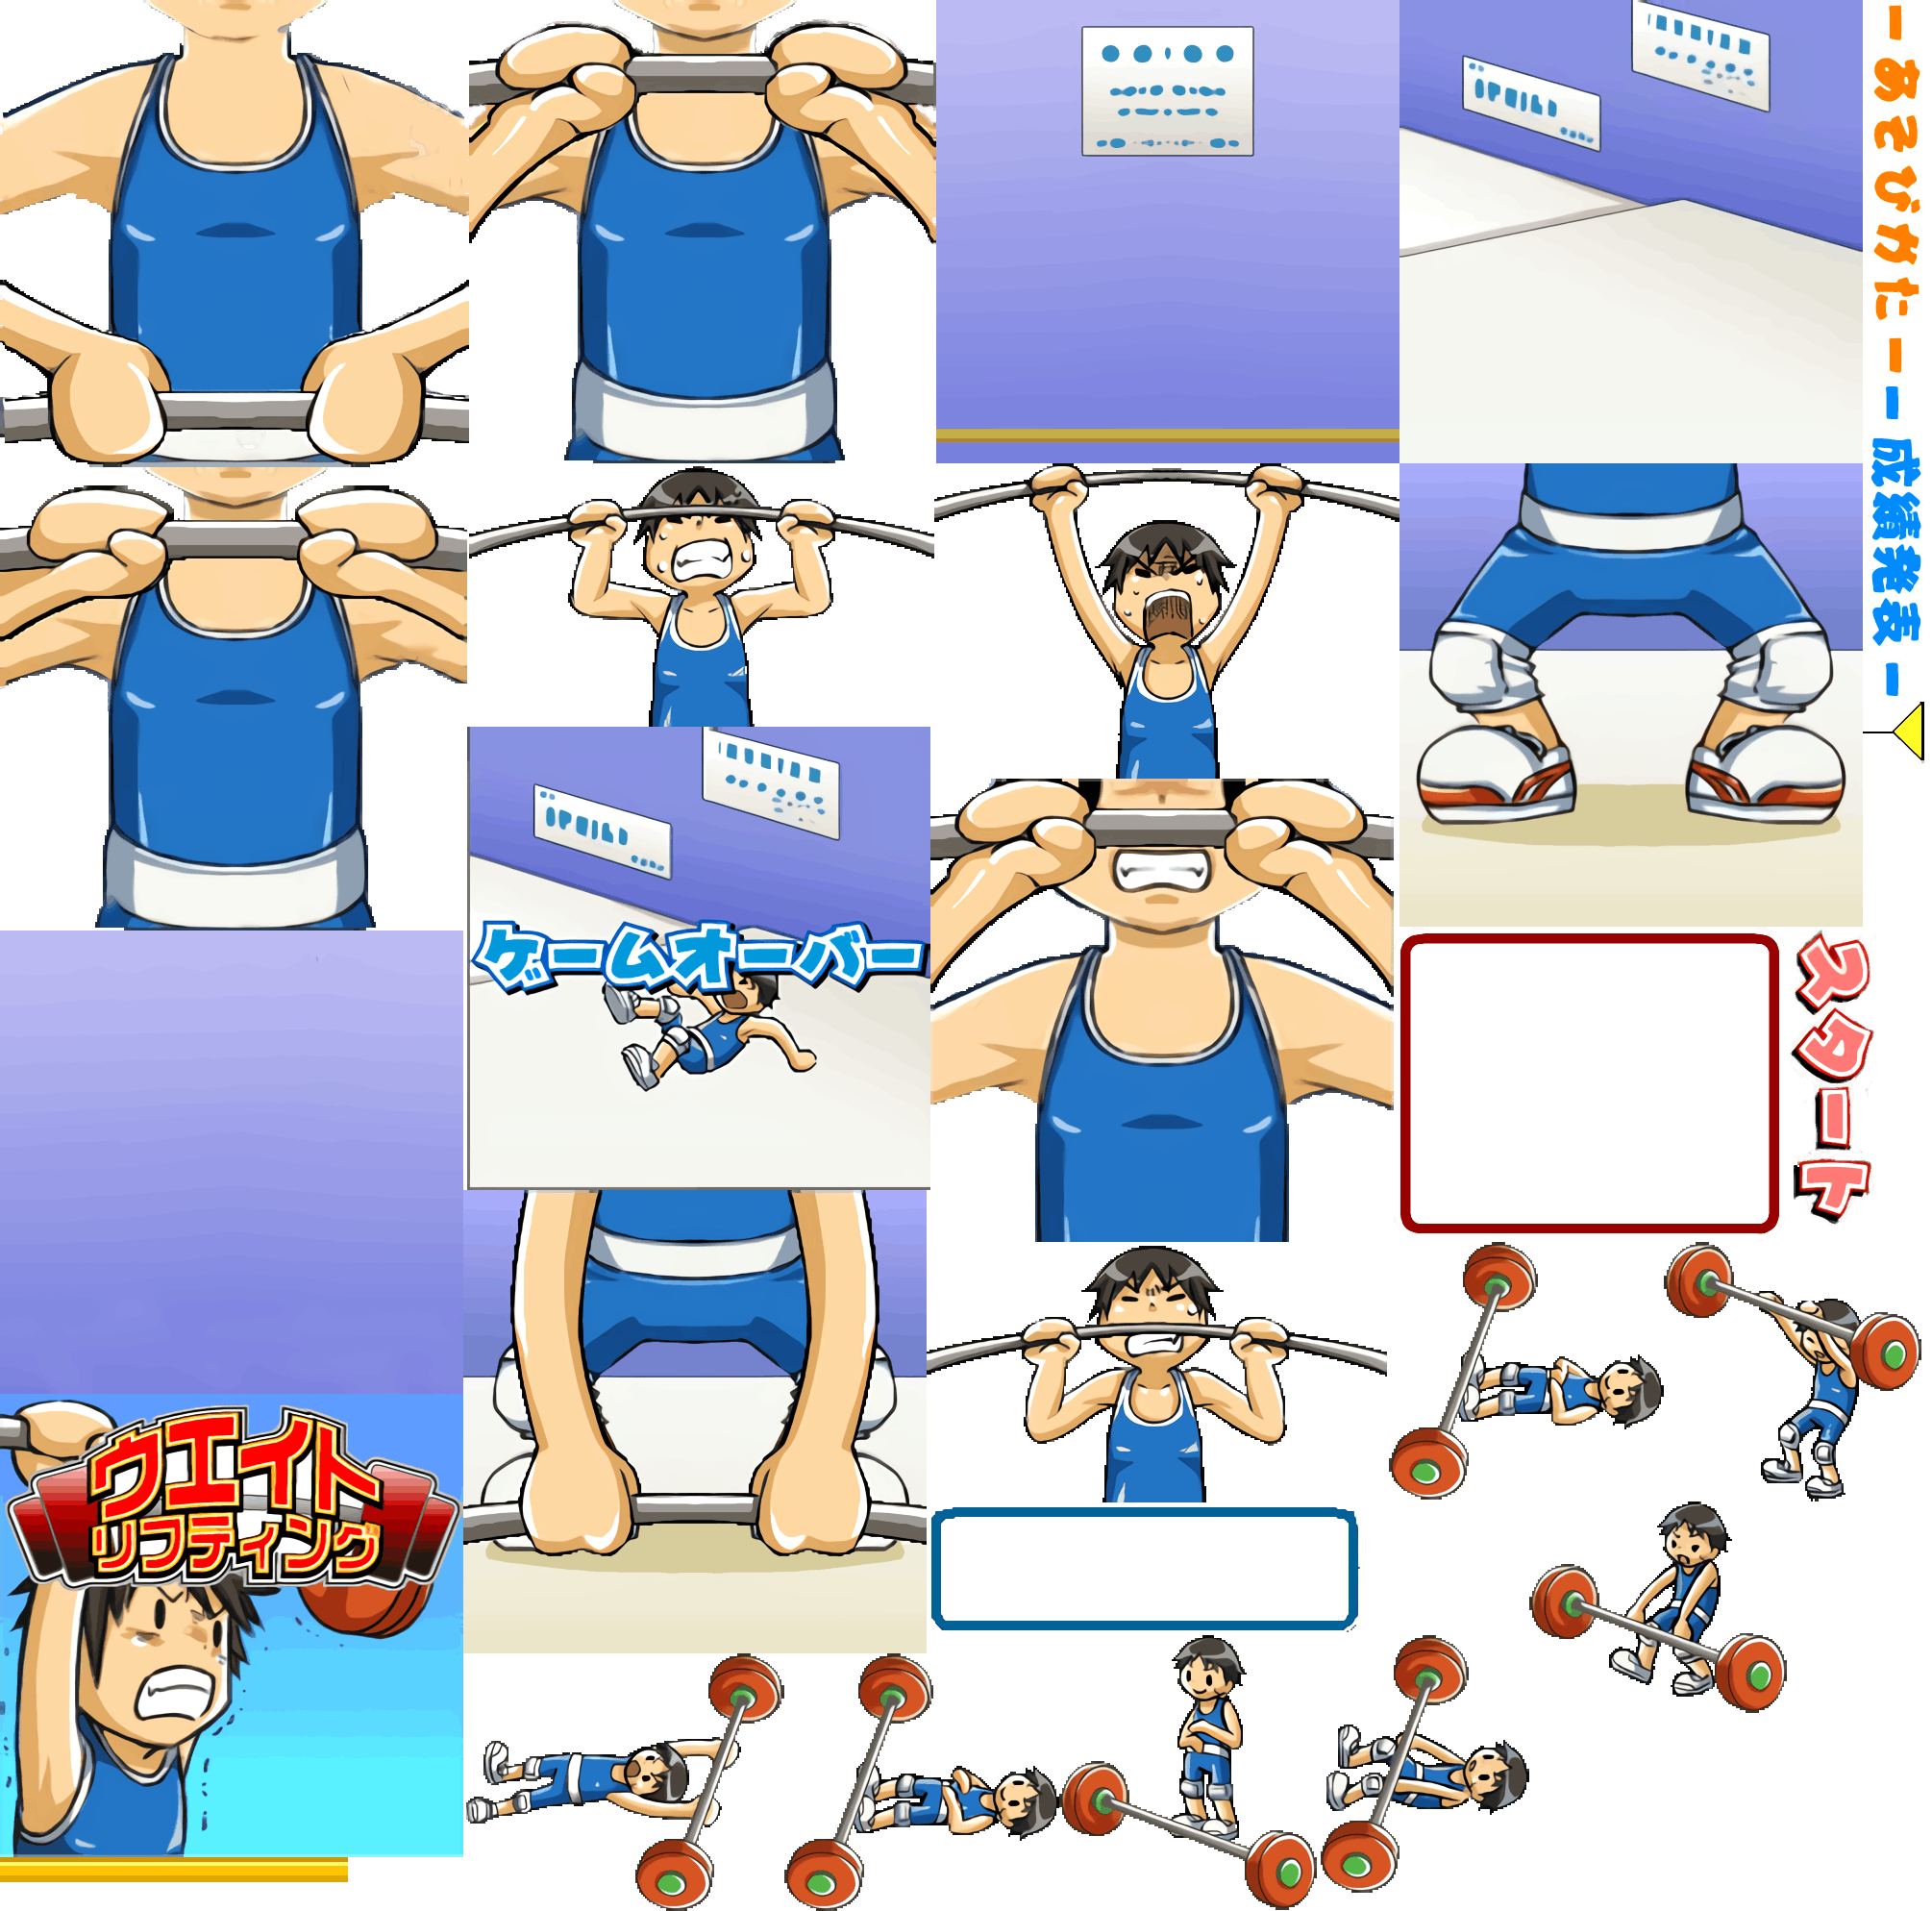 ーあそびかたー
ー成績発表ー
ゲームオーバー
スタート
ウエイト
リフティング